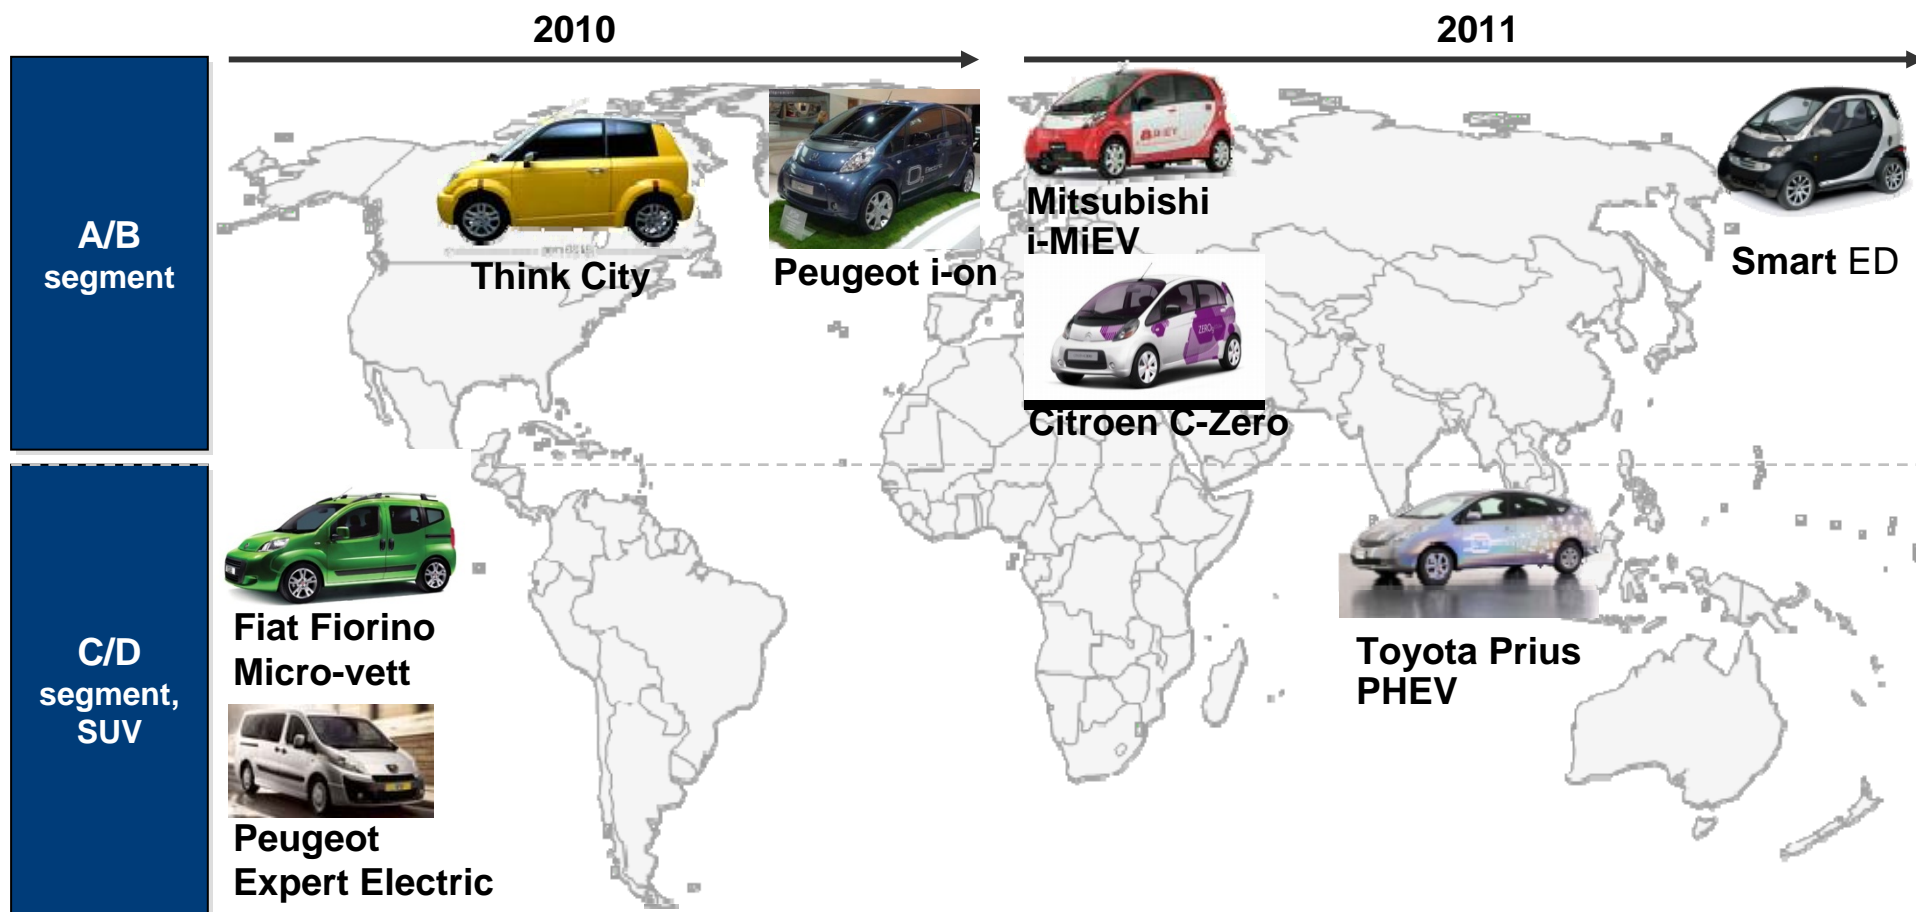 2010
2011
A/B
segment
Think City
Peugeot i-on
Mitsubishi
i-MiEV
Smart ED
Citroen C-Zero
C/D
segment,
SUV
Fiat Fiorino
Micro-vett
Toyota Prius
PHEV
Peugeot
Expert Electric